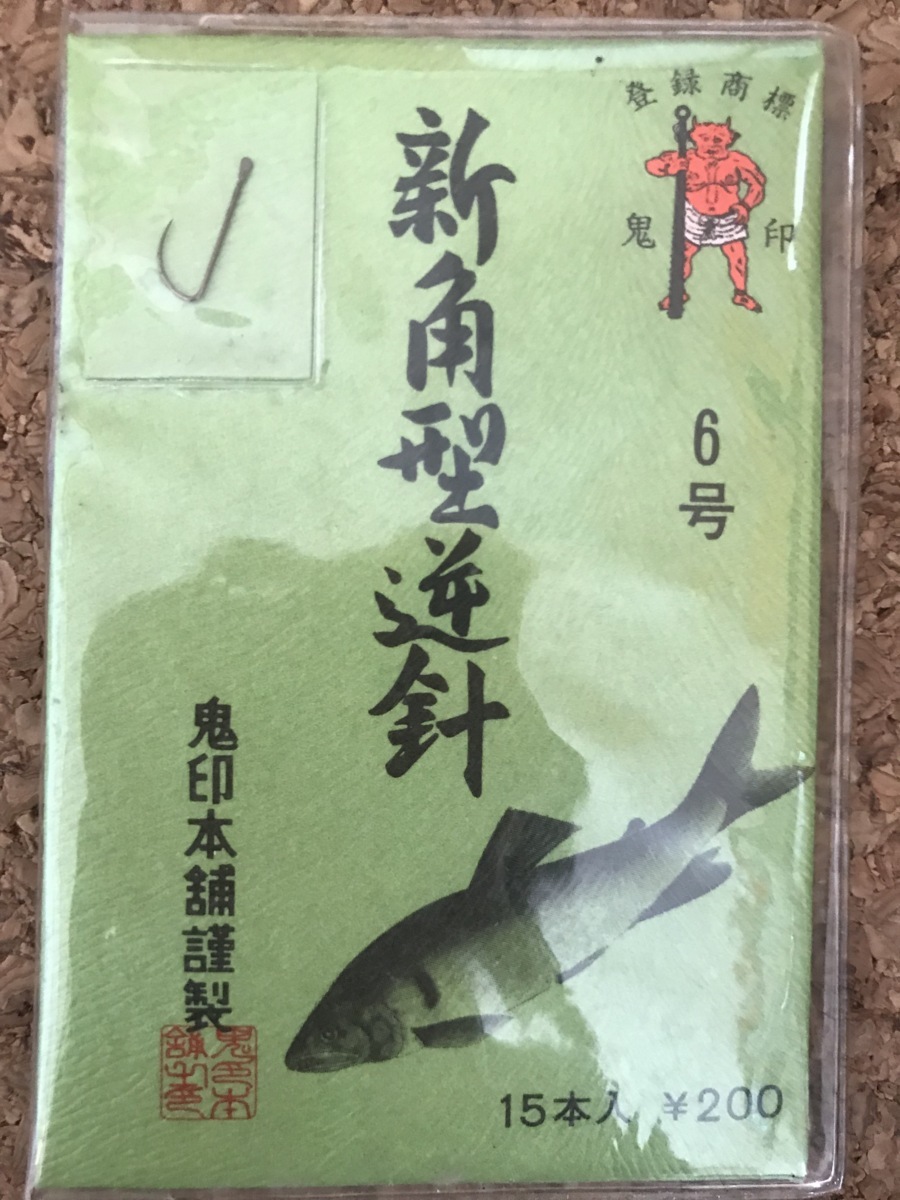 登録商標
鬼印
6号
新角型逆針
鬼印本舗謹製
15本入 ¥200